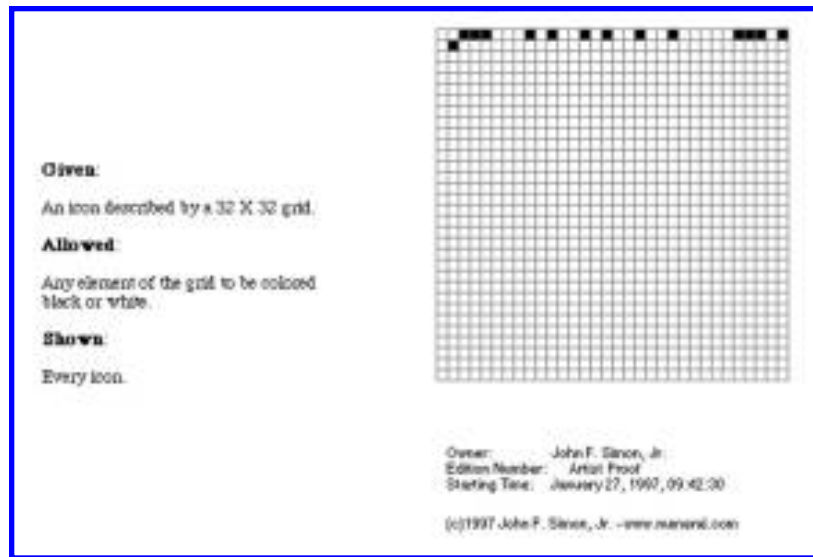 Given:
An icon described by a 32 X 32 grid.
Allowed:
Any element of the grid to be colored
black or white.
Shown:
Every icon.
Owner: John F. Simon, Jr.
Edition Number: Artist Proof
Starting Time: January 27, 1997, 09:42:30
(c)1997 John F. Simon, Jr. - www.numeral.com